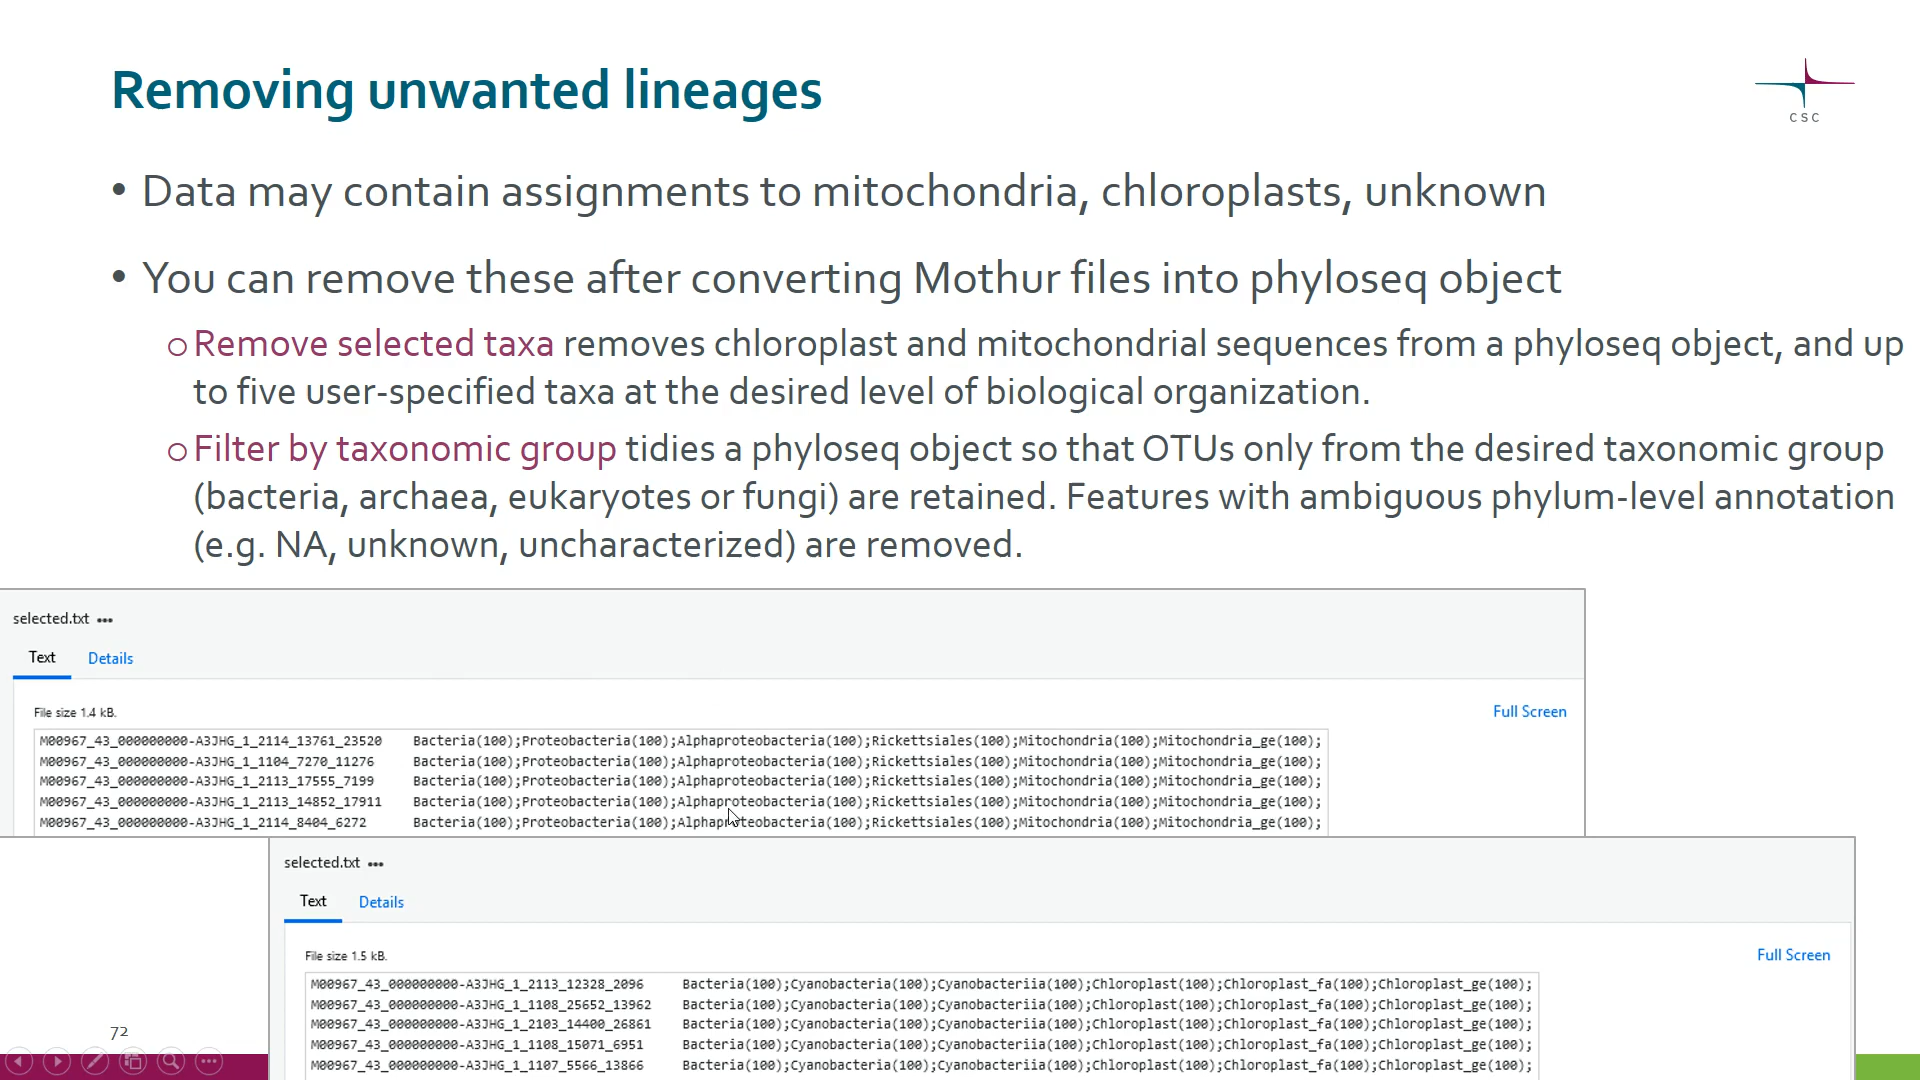 Removing unwanted lineages
CSC
• Data may contain assignments to mitochondria, chloroplasts, unknown
• You can remove these after converting Mothur files into phyloseq object
o Remove selected taxa removes chloroplast and mitochondrial sequences from a phyloseq object, and up
to five user-specified taxa at the desired level of biological organization.
o Filter by taxonomic group tidies a phyloseq object so that OTUs only from the desired taxonomic group
(bacteria, archaea, eukaryotes or fungi) are retained. Features with ambiguous phylum-level annotation
(e.g. NA, unknown, uncharacterized) are removed.
selected.txt •••
Text Details
File size 1.4 kB. Full Screen
M00967_43_000000000-A3JHG_1_2114_13761_23520 Bacteria(100);Proteobacteria(100);Alphaproteobacteria(100);Rickettsiales(100);Mitochondria(100);Mitochondria_ge(100);
M00967_43_000000000-A3JHG_1_1104_7270_11276 Bacteria(100);Proteobacteria(100);Alphaproteobacteria(100);Rickettsiales(100);Mitochondria(100);Mitochondria_ge(100);
M00967_43_000000000-A3JHG_1_2113_17555_7199 Bacteria(100);Proteobacteria(100);Alphaproteobacteria(100);Rickettsiales(100);Mitochondria(100);Mitochondria_ge(100);
M00967_43_000000000-A3JHG_1_2113_14852_17911 Bacteria(100);Proteobacteria(100);Alphaproteobacteria(100);Rickettsiales(100);Mitochondria(100);Mitochondria_ge(100);
M00967_43_000000000-A3JHG_1_2114_8404_6272 Bacteria(100);Proteobacteria(100);Alphaproteobacteria(100);Rickettsiales(100);Mitochondria(100);Mitochondria_ge(100);
selected.txt •••
Text Details
File size 1.5 kB. Full Screen
M00967_43_000000000-A3JHG_1_2113_12328_2096 Bacteria(100);Cyanobacteria(100);Cyanobacteriia(100);Chloroplast(100);Chloroplast_fa(100);Chloroplast_ge(100);
M00967_43_000000000-A3JHG_1_1108_25652_13962 Bacteria(100);Cyanobacteria(100);Cyanobacteriia(100);Chloroplast(100);Chloroplast_fa(100);Chloroplast_ge(100);
M00967_43_000000000-A3JHG_1_2103_14400_26861 Bacteria(100);Cyanobacteria(100);Cyanobacteriia(100);Chloroplast(100);Chloroplast_fa(100);Chloroplast_ge(100);
M00967_43_000000000-A3JHG_1_1108_15071_6951 Bacteria(100);Cyanobacteria(100);Cyanobacteriia(100);Chloroplast(100);Chloroplast_fa(100);Chloroplast_ge(100);
M00967_43_000000000-A3JHG_1_1107_5566_13866 Bacteria(100);Cyanobacteria(100);Cyanobacteriia(100);Chloroplast(100);Chloroplast_fa(100);Chloroplast_ge(100);
72